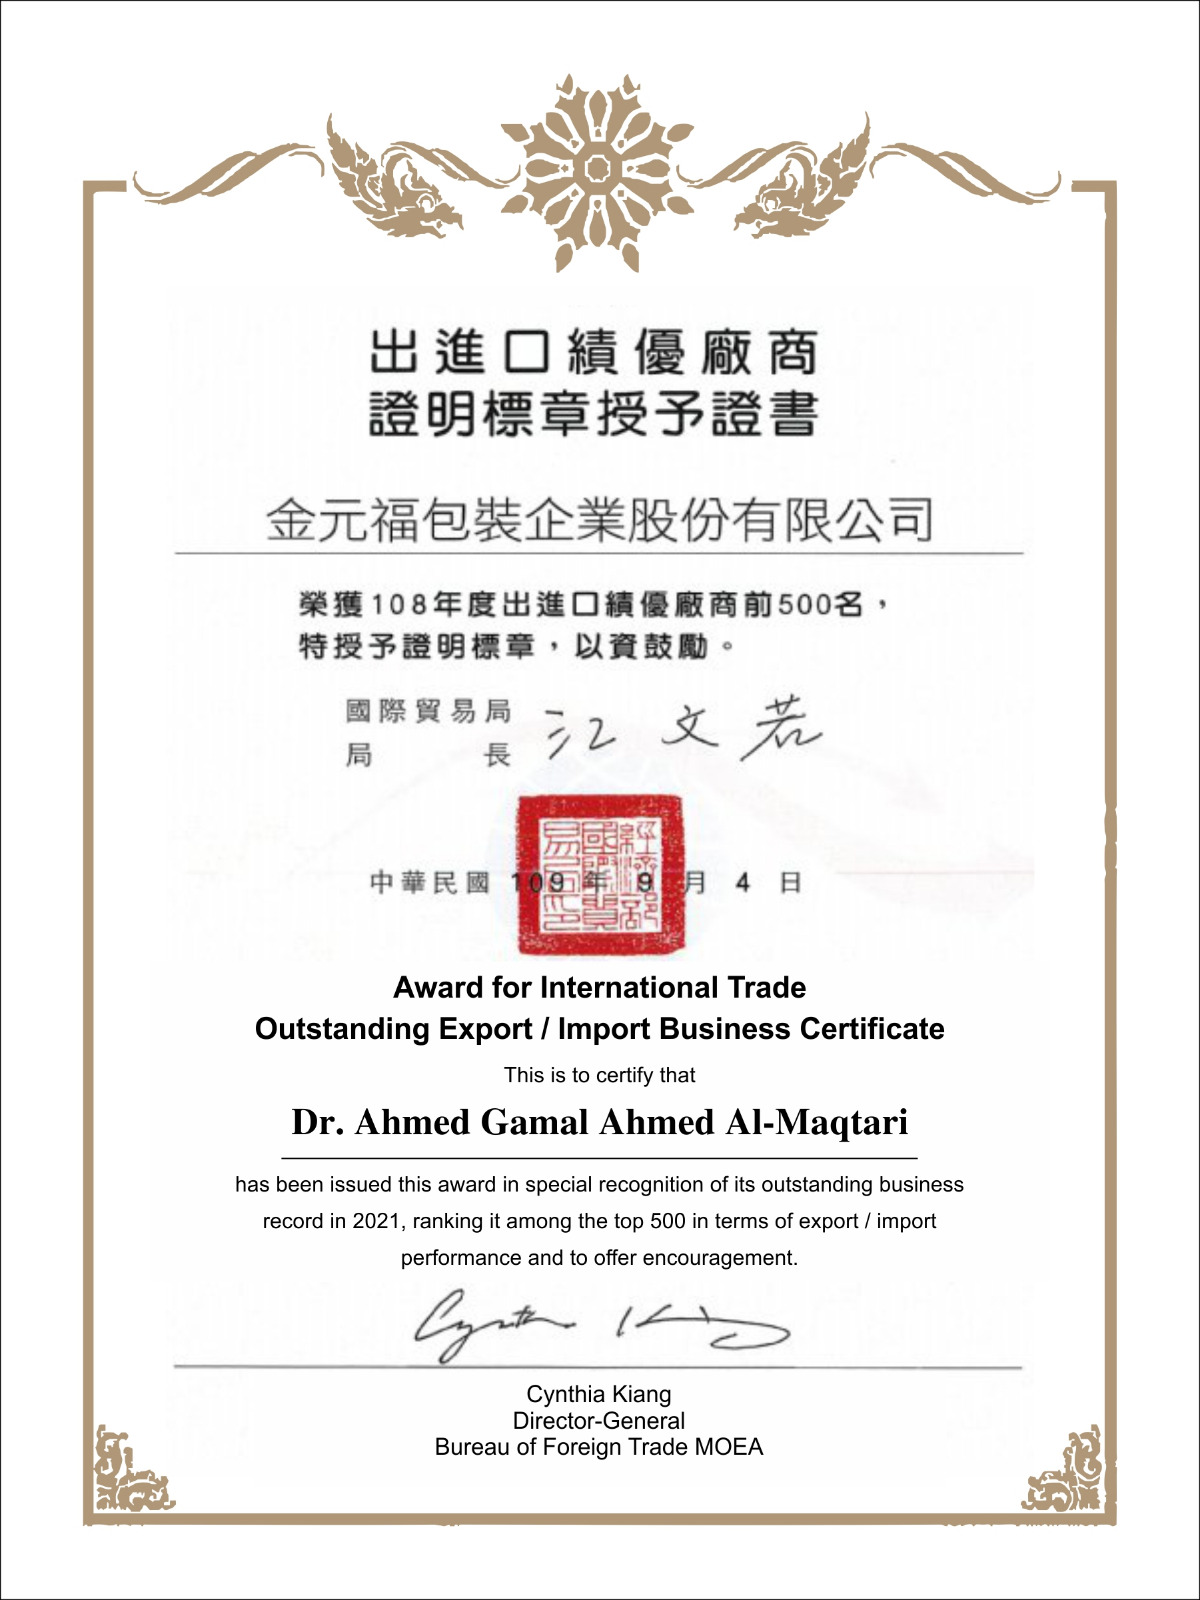 出進口績優廠商
證明標章授予證書
金元福包裝企業股份有限公司
榮獲108年度出進口績優廠商前500名，
特授予證明標章，以資鼓勵。
國際貿易局
局長 江文若
中華民國 109 年 9 月 4 日
經濟部國際貿易局印
Award for International Trade
Outstanding Export / Import Business Certificate
This is to certify that
Dr. Ahmed Gamal Ahmed Al-Maqtari
has been issued this award in special recognition of its outstanding business
record in 2021, ranking it among the top 500 in terms of export / import
performance and to offer encouragement.
Cynthia Kiang
Cynthia Kiang
Director-General
Bureau of Foreign Trade MOEA